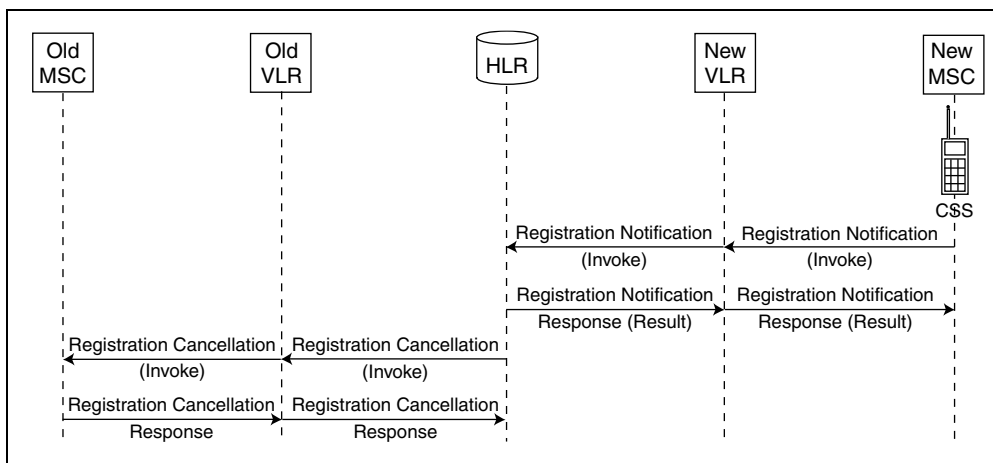 Old
MSC
Old
VLR
HLR
New
VLR
New
MSC
CSS
Registration Notification
(Invoke)
Registration Notification
(Invoke)
Registration Notification
Response (Result)
Registration Notification
Response (Result)
Registration Cancellation
(Invoke)
Registration Cancellation
(Invoke)
Registration Cancellation
Response
Registration Cancellation
Response